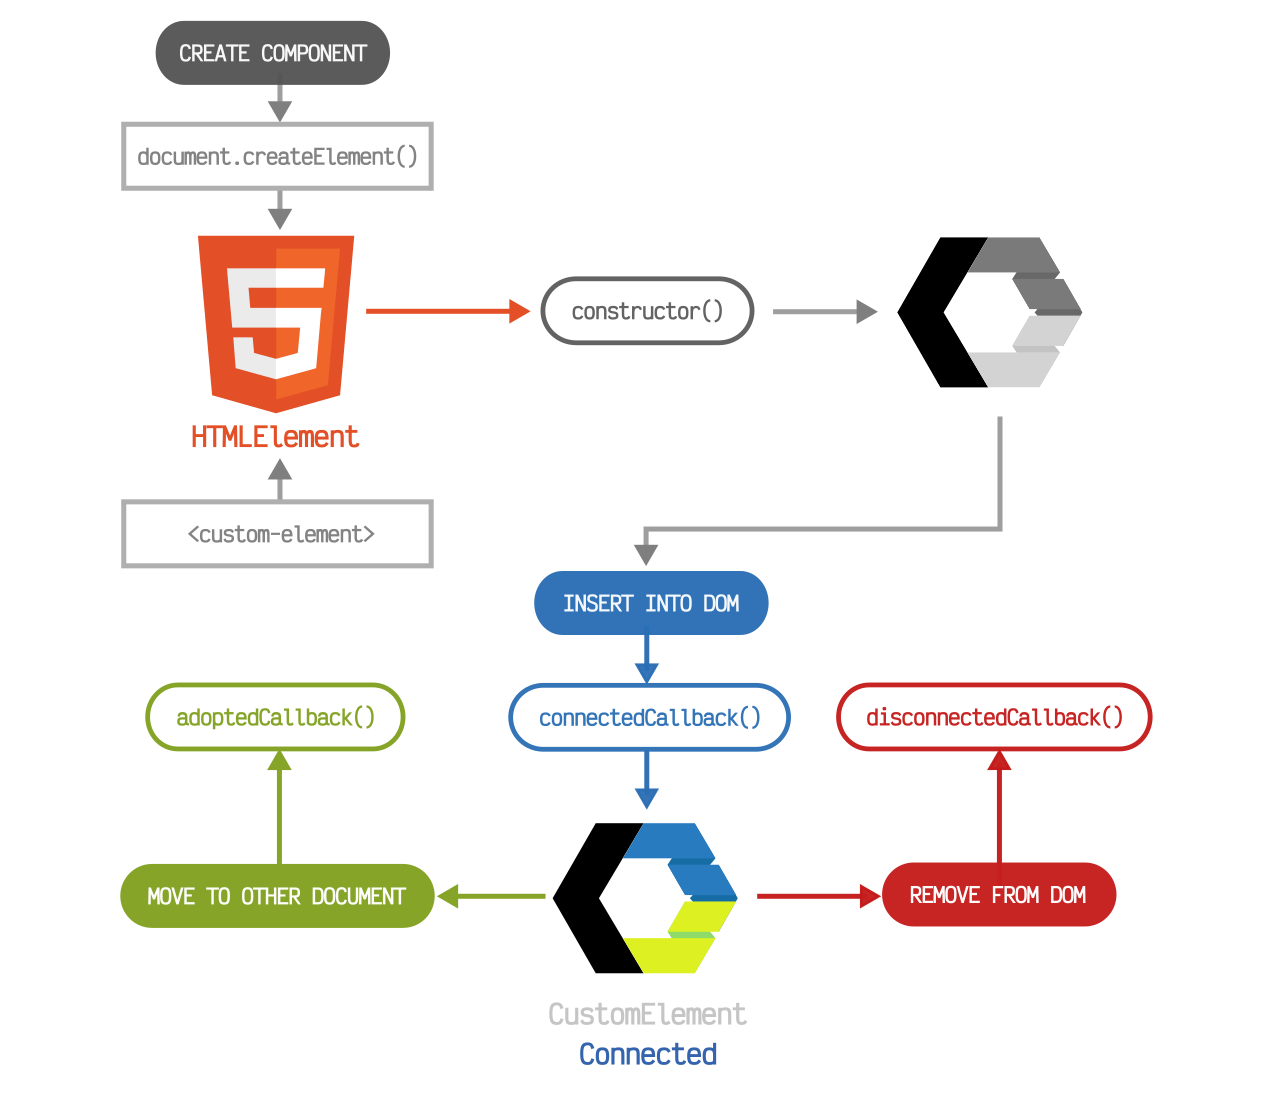 CREATE COMPONENT
document.createElement()
constructor()
HTMLElement
<custom-element>
INSERT INTO DOM
adoptedCallback()
connectedCallback()
disconnectedCallback()
MOVE TO OTHER DOCUMENT
REMOVE FROM DOM
CustomElement
Connected